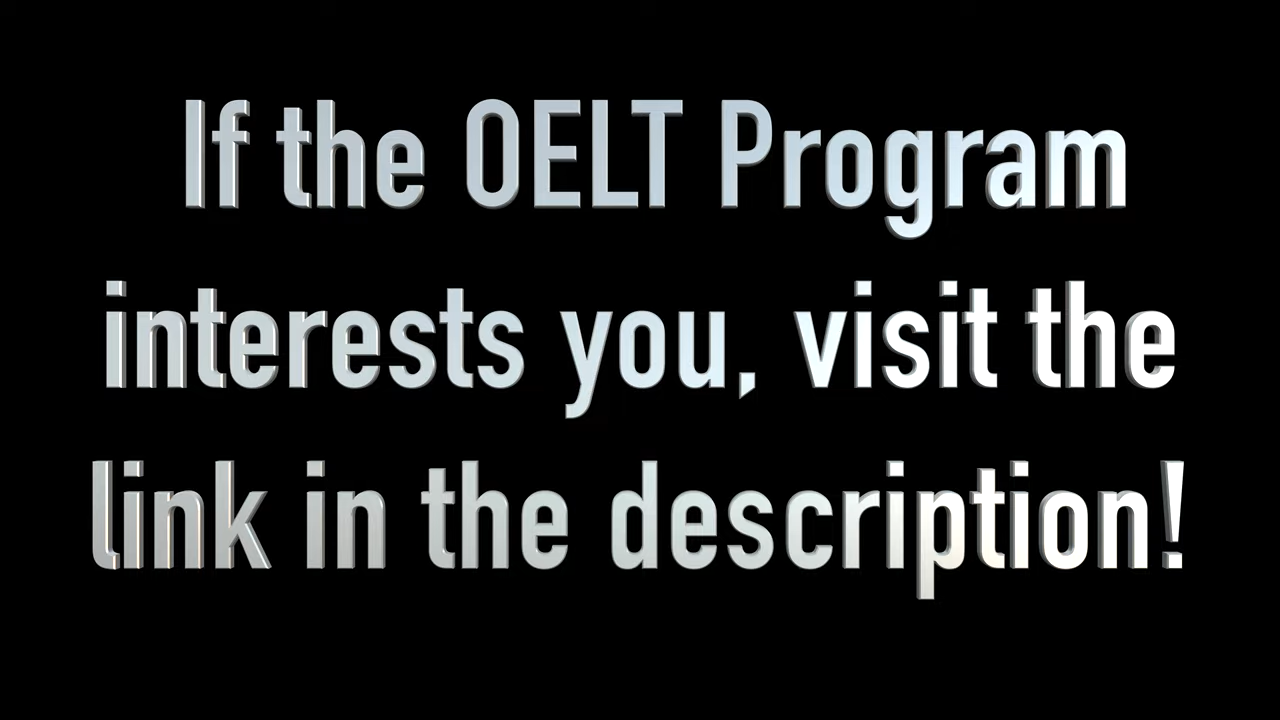 If the OELT Program
interests you, visit the
link in the description!